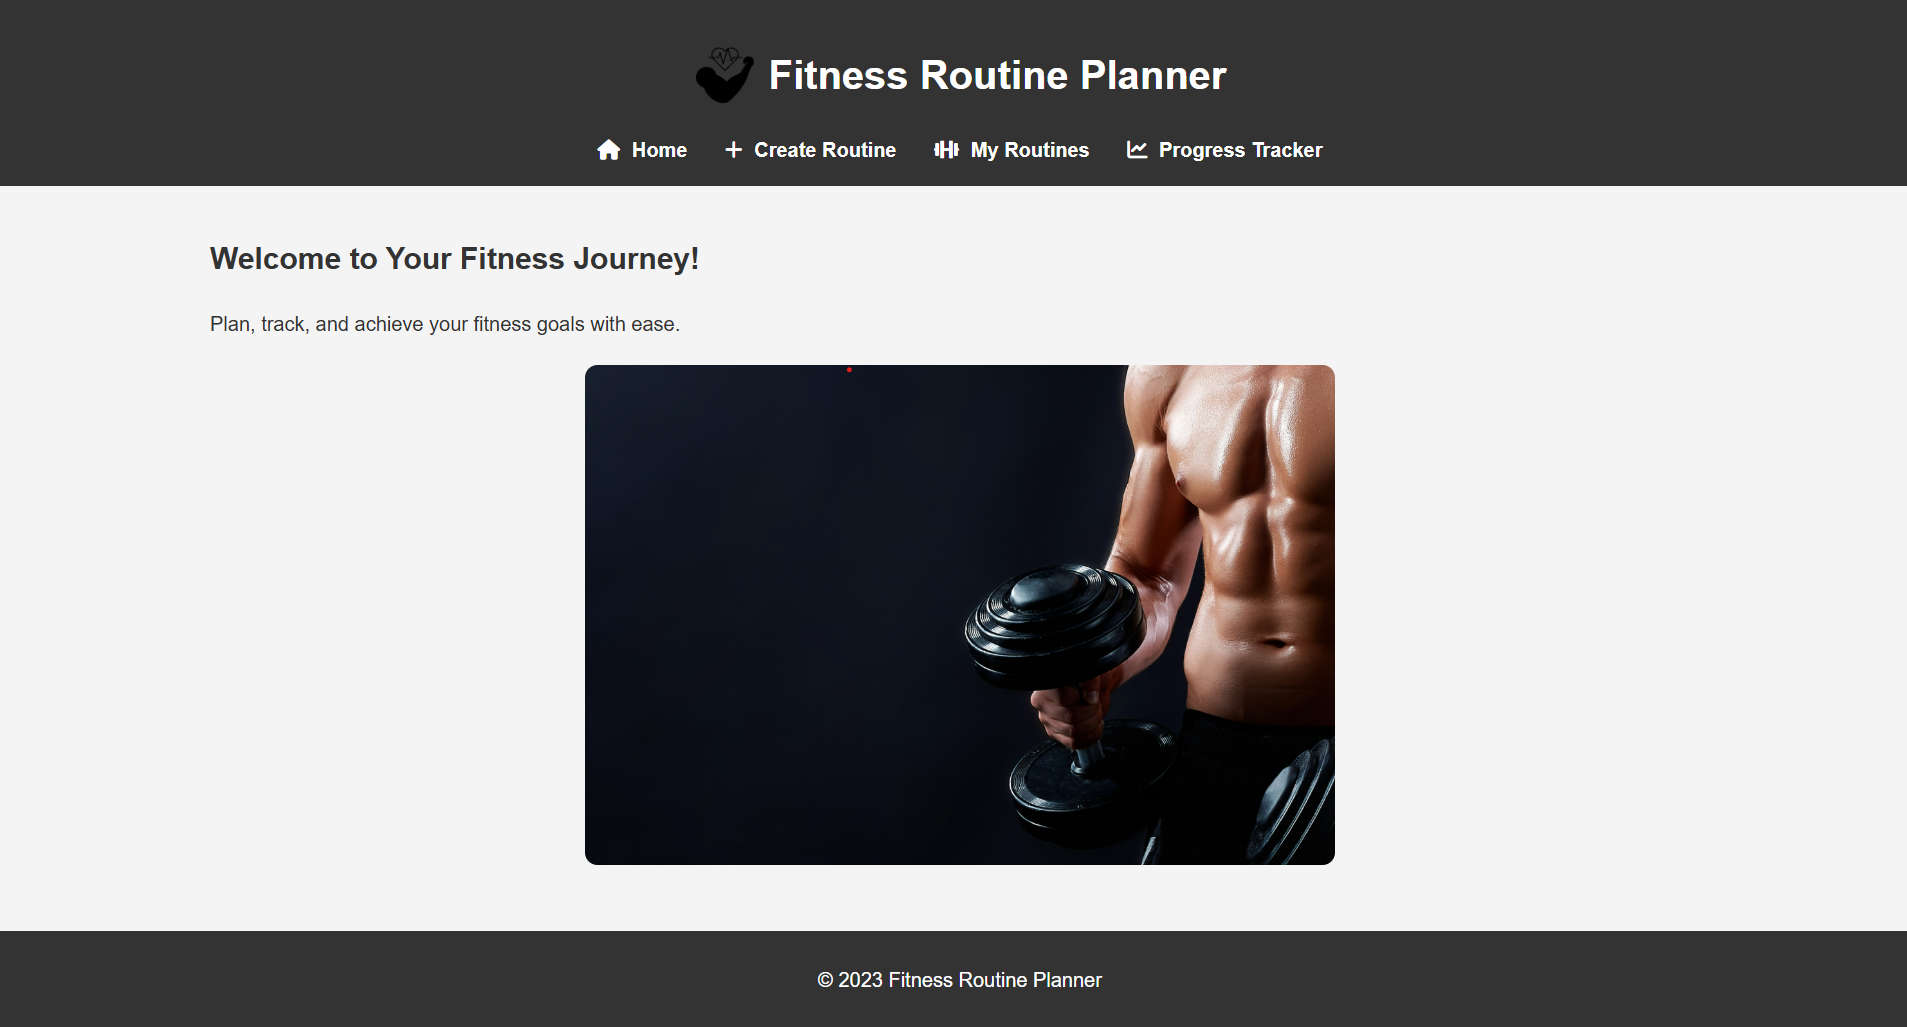 Fitness Routine Planner
Home Create Routine My Routines Progress Tracker
Welcome to Your Fitness Journey!
Plan, track, and achieve your fitness goals with ease.
© 2023 Fitness Routine Planner